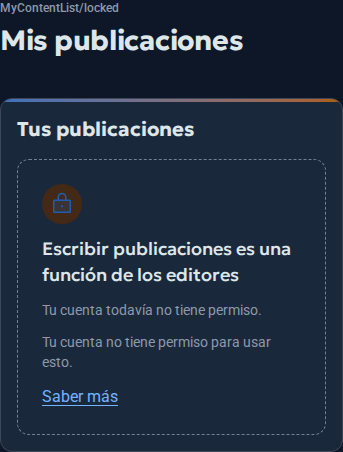 MyContentList/locked
Mis publicaciones
Tus publicaciones
Escribir publicaciones es una
función de los editores
Tu cuenta todavía no tiene permiso.
Tu cuenta no tiene permiso para usar
esto.
Saber más